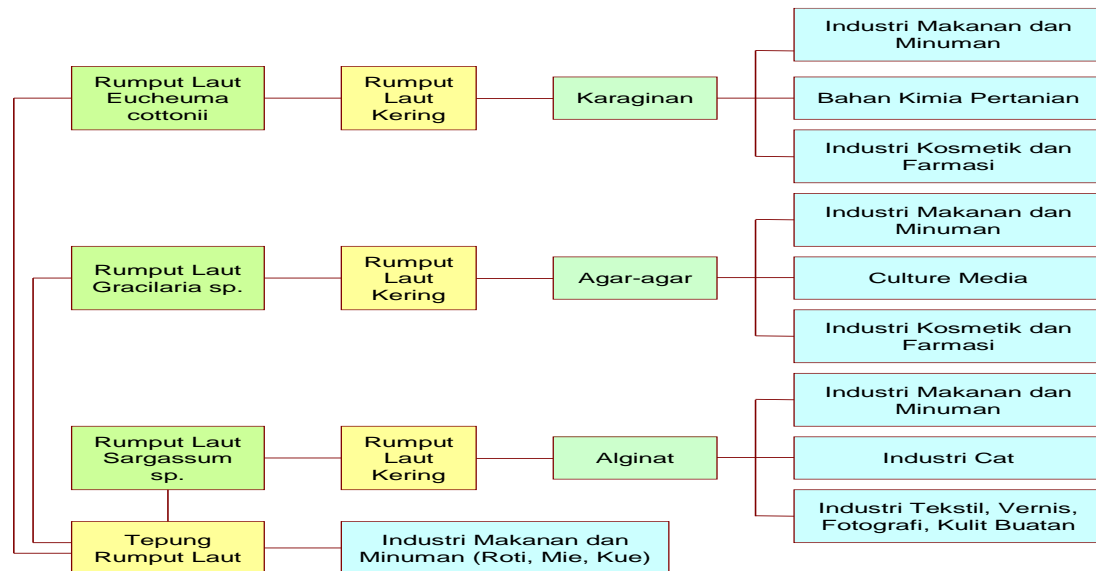 Industri Makanan dan
Minuman
Rumput Laut
Eucheuma
cottonii
Rumput
Laut
Kering
Karaginan
Bahan Kimia Pertanian
Industri Kosmetik dan
Farmasi
Industri Makanan dan
Minuman
Rumput Laut
Gracilaria sp.
Rumput
Laut
Kering
Agar-agar
Culture Media
Industri Kosmetik dan
Farmasi
Industri Makanan dan
Minuman
Rumput Laut
Sargassum
sp.
Rumput
Laut
Kering
Alginat
Industri Cat
Industri Tekstil, Vernis,
Fotografi, Kulit Buatan
Tepung
Rumput Laut
Industri Makanan dan
Minuman (Roti, Mie, Kue)